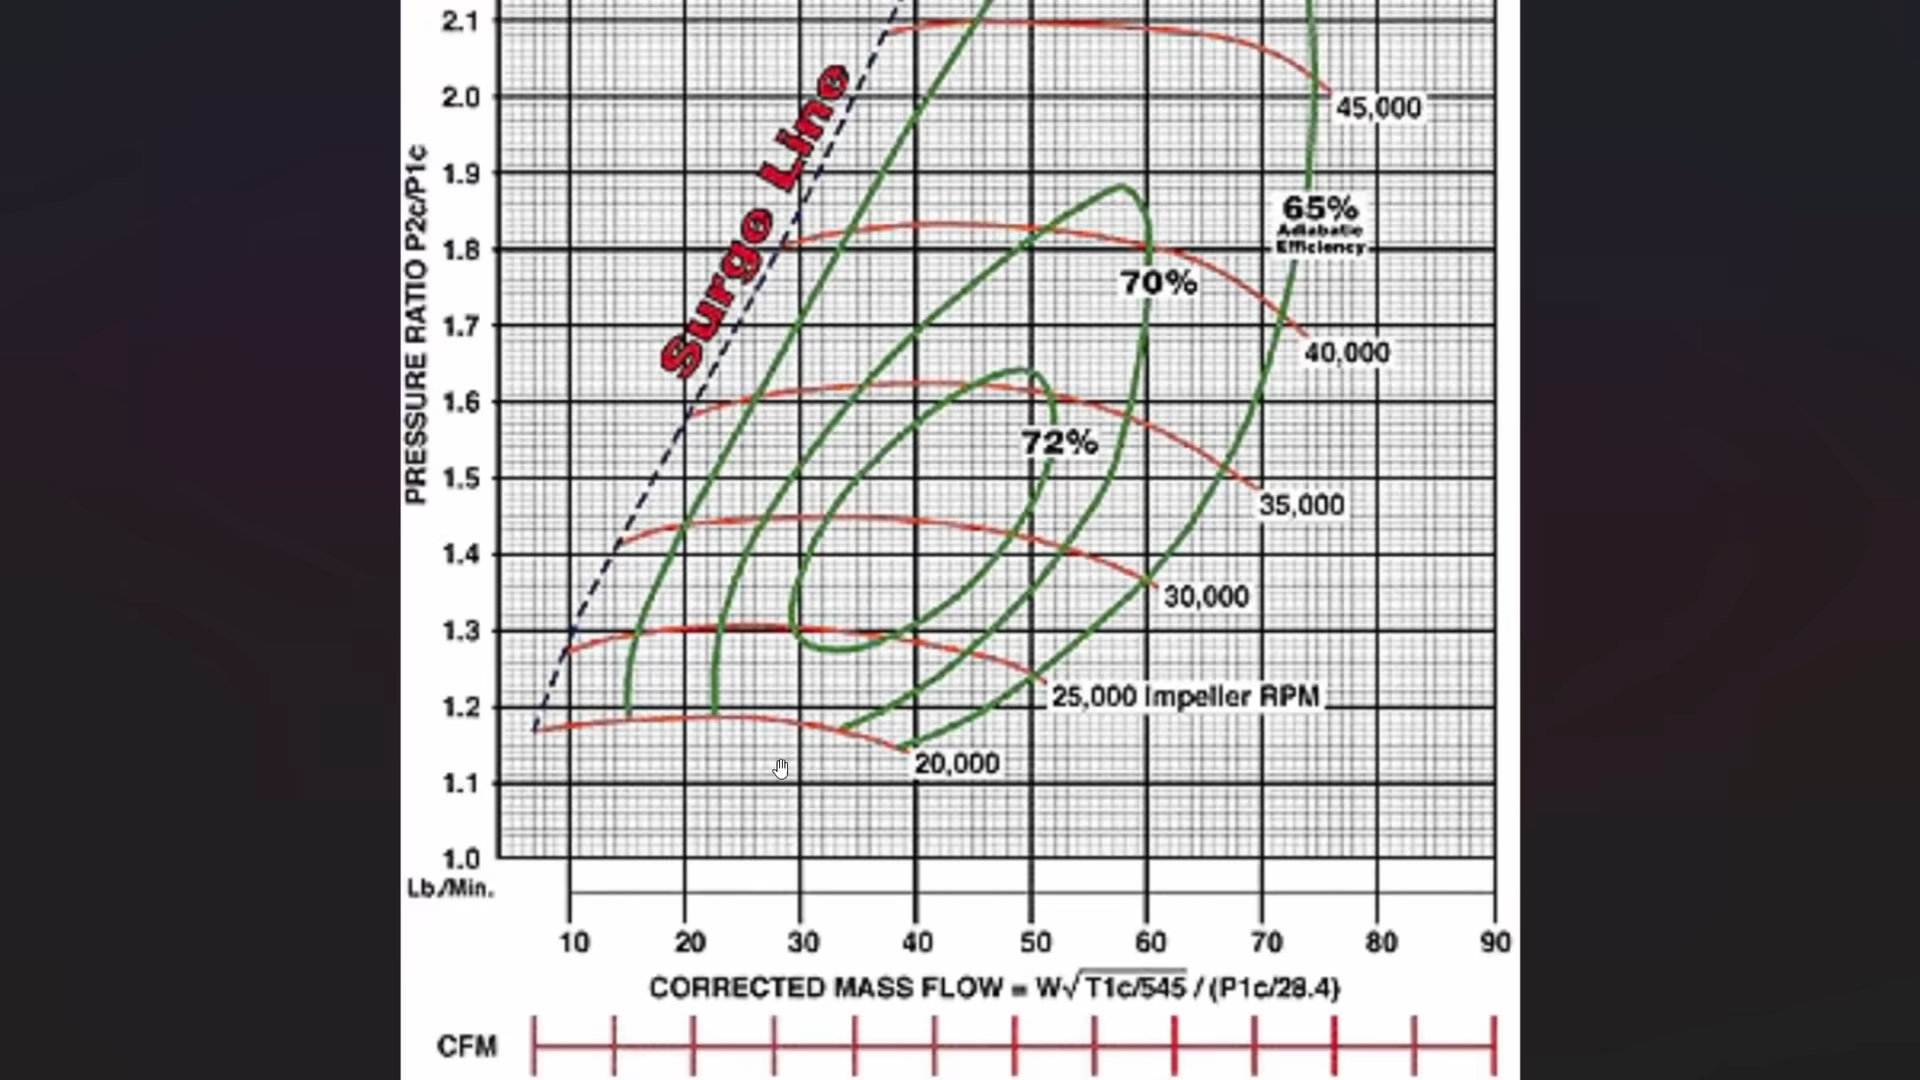 2.1
2.0
45,000
Surge Line
1.9
65%
Adiabatic
Efficiency
1.8
70%
PRESSURE RATIO P2c/P1c
1.7
40,000
1.6
72%
1.5
35,000
1.4
30,000
1.3
25,000 Impeller RPM
1.2
20,000
1.1
1.0
Lb./Min.
10 20 30 40 50 60 70 80 90
CORRECTED MASS FLOW = W√T1c/545 / (P1c/28.4)
CFM